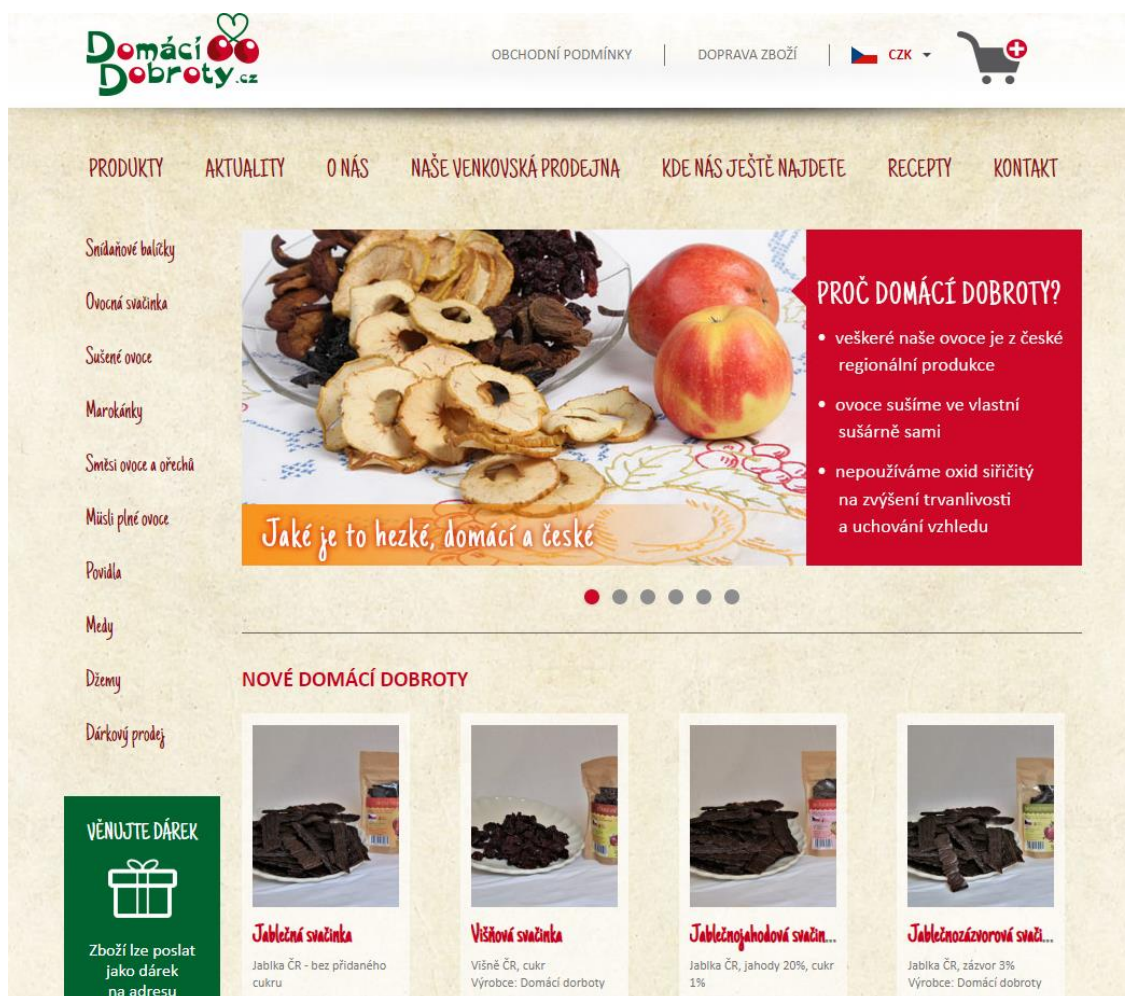 Domácí
Dobroty.cz
OBCHODNÍ PODMÍNKY
DOPRAVA ZBOŽÍ
CZK
PRODUKTY
AKTUALITY
O NÁS
NAŠE VENKOVSKÁ PRODEJNA
KDE NÁS JEŠTĚ NAJDETE
RECEPTY
KONTAKT
Snídaňové balíčky
Ovocná svačinka
Sušené ovoce
Marokánky
Směsi ovoce a ořechů
Müsli plné ovoce
Povidla
Medy
Džemy
Dárkový prodej
VĚNUJTE DÁREK
Zboží lze poslat
jako dárek
na adresu
Jaké je to hezké, domácí a české
PROČ DOMÁCÍ DOBROTY?
• veškeré naše ovoce je z české
regionální produkce
• ovoce sušíme ve vlastní
sušárně sami
• nepoužíváme oxid siřičitý
na zvýšení trvanlivosti
a uchování vzhledu
NOVÉ DOMÁCÍ DOBROTY
Jablečná svačinka
Jablka ČR - bez přidaného
cukru
Višňová svačinka
Višně ČR, cukr
Výrobce: Domácí dorboty
Jablečnojahodová svačin...
Jablka ČR, jahody 20%, cukr
1%
Jablečnozázvorová svači...
Jablka ČR, zázvor 3%
Výrobce: Domácí dobroty